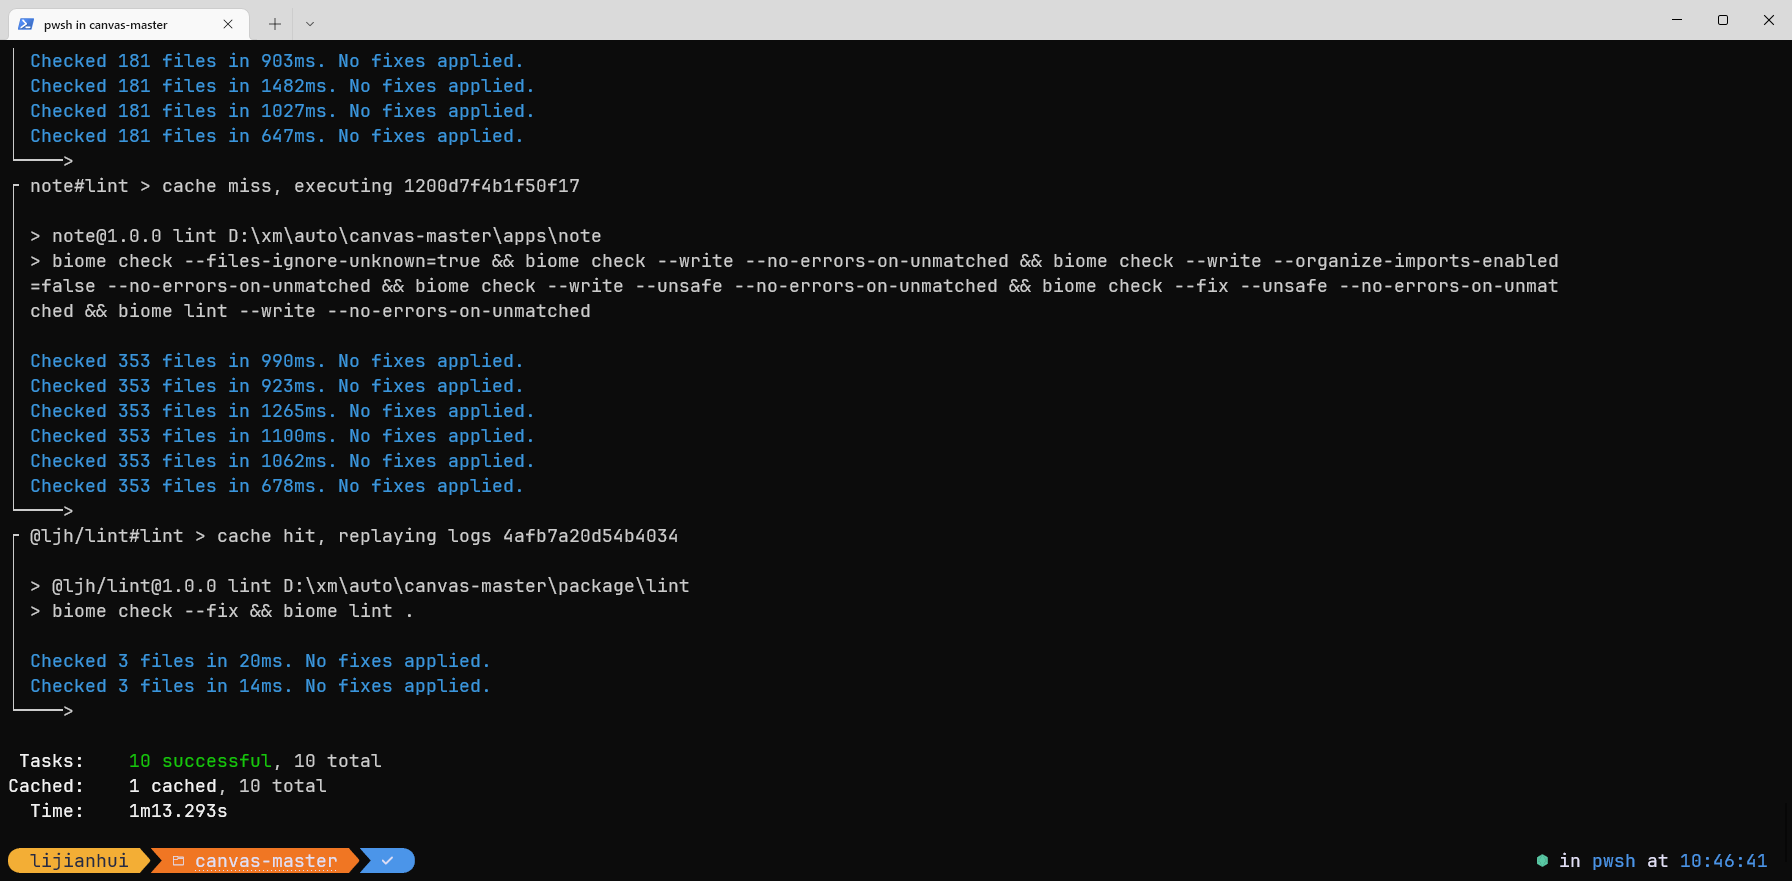 pwsh in canvas-master
Checked 181 files in 903ms. No fixes applied.
Checked 181 files in 1482ms. No fixes applied.
Checked 181 files in 1027ms. No fixes applied.
Checked 181 files in 647ms. No fixes applied.
>
note#lint > cache miss, executing 1200d7f4b1f50f17
> note@1.0.0 lint D:\xm\auto\canvas-master\apps\note
> biome check --files-ignore-unknown=true && biome check --write --no-errors-on-unmatched && biome check --write --organize-imports-enabled
=false --no-errors-on-unmatched && biome check --write --unsafe --no-errors-on-unmatched && biome check --fix --unsafe --no-errors-on-unmat
ched && biome lint --write --no-errors-on-unmatched
Checked 353 files in 990ms. No fixes applied.
Checked 353 files in 923ms. No fixes applied.
Checked 353 files in 1265ms. No fixes applied.
Checked 353 files in 1100ms. No fixes applied.
Checked 353 files in 1062ms. No fixes applied.
Checked 353 files in 678ms. No fixes applied.
>
@ljh/lint#lint > cache hit, replaying logs 4afb7a20d54b4034
> @ljh/lint@1.0.0 lint D:\xm\auto\canvas-master\package\lint
> biome check --fix && biome lint .
Checked 3 files in 20ms. No fixes applied.
Checked 3 files in 14ms. No fixes applied.
>
Tasks: 10 successful, 10 total
Cached: 1 cached, 10 total
Time: 1m13.293s
lijianhui canvas-master in pwsh at 10:46:41